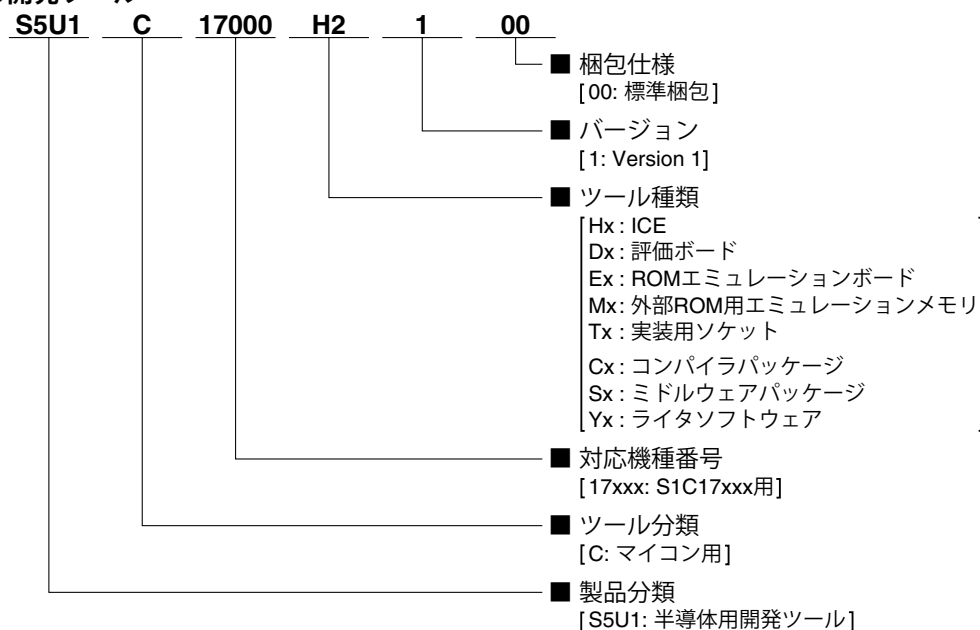 開発ツール
S5U1 C 17000 H2 1 00
■ 梱包仕様
[00: 標準梱包]
■ バージョン
[1: Version 1]
■ ツール種類
Hx : ICE
Dx : 評価ボード
Ex : ROMエミュレーションボード
Mx : 外部ROM用エミュレーションメモリ
Tx : 実装用ソケット
Cx : コンパイラパッケージ
Sx : ミドルウェアパッケージ
Yx : ライタソフトウェア
■ 対応機種番号
[17xxx: S1C17xxx用]
■ ツール分類
[C: マイコン用]
■ 製品分類
[S5U1: 半導体用開発ツール]